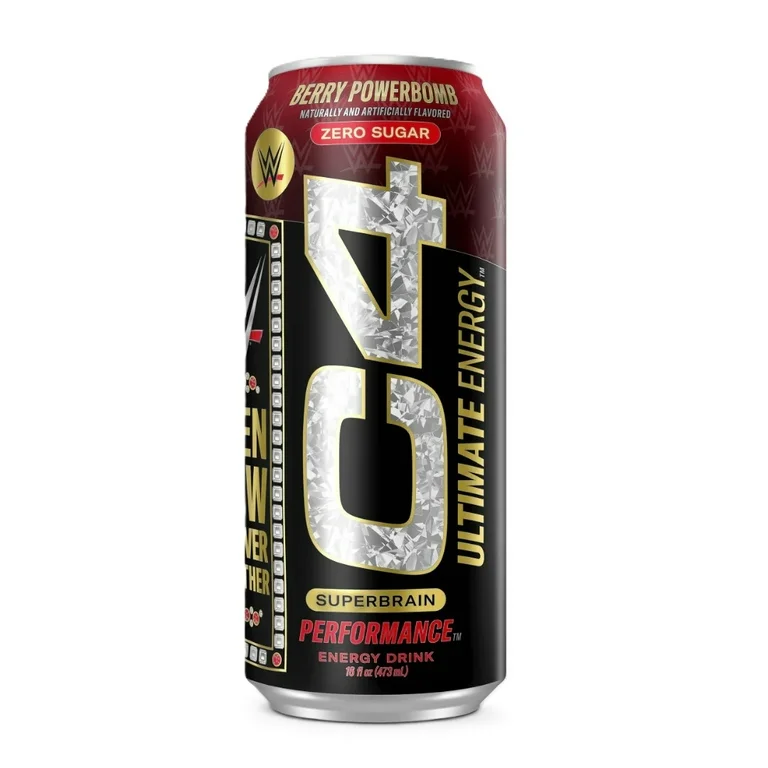 BERRY POWERBOMB
NATURALLY AND ARTIFICIALLY FLAVORED
ZERO SUGAR
W
C4
ULTIMATE ENERGY™
SUPERBRAIN
PERFORMANCE™
ENERGY DRINK
16 fl oz (473 mL)